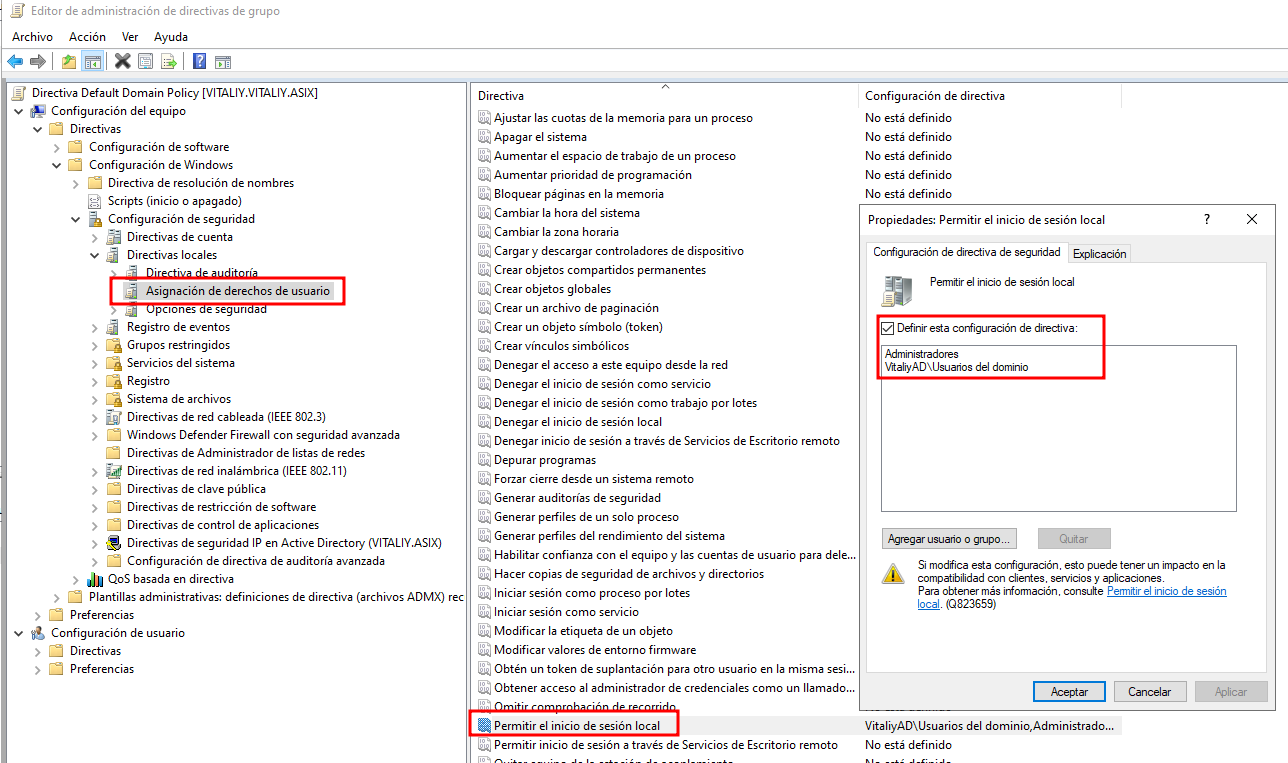 Editor de administración de directivas de grupo
Archivo Acción Ver Ayuda
Directiva Default Domain Policy [VITALIY.VITALIY.ASIX]
Configuración del equipo
Directivas
Configuración de software
Configuración de Windows
Directiva de resolución de nombres
Scripts (inicio o apagado)
Configuración de seguridad
Directivas de cuenta
Directivas locales
Directiva de auditoría
Asignación de derechos de usuario
Opciones de seguridad
Registro de eventos
Grupos restringidos
Servicios del sistema
Registro
Sistema de archivos
Directivas de red cableada (IEEE 802.3)
Windows Defender Firewall con seguridad avanzada
Directivas de Administrador de listas de redes
Directivas de red inalámbrica (IEEE 802.11)
Directivas de clave pública
Directivas de restricción de software
Directivas de control de aplicaciones
Directivas de seguridad IP en Active Directory (VITALIY.ASIX)
Configuración de directiva de auditoría avanzada
QoS basada en directiva
Plantillas administrativas: definiciones de directiva (archivos ADMX) rec
Preferencias
Configuración de usuario
Directivas
Preferencias
Directiva Configuración de directiva
Ajustar las cuotas de la memoria para un proceso No está definido
Apagar el sistema No está definido
Aumentar el espacio de trabajo de un proceso No está definido
Aumentar prioridad de programación No está definido
Bloquear páginas en la memoria No está definido
Cambiar la hora del sistema
Cambiar la zona horaria
Cargar y descargar controladores de dispositivo
Crear objetos compartidos permanentes
Crear objetos globales
Crear un archivo de paginación
Crear un objeto símbolo (token)
Crear vínculos simbólicos
Denegar el acceso a este equipo desde la red
Denegar el inicio de sesión como servicio
Denegar el inicio de sesión como trabajo por lotes
Denegar el inicio de sesión local
Denegar inicio de sesión a través de Servicios de Escritorio remoto
Depurar programas
Forzar cierre desde un sistema remoto
Generar auditorías de seguridad
Generar perfiles de un solo proceso
Generar perfiles del rendimiento del sistema
Habilitar confianza con el equipo y las cuentas de usuario para dele...
Hacer copias de seguridad de archivos y directorios
Iniciar sesión como proceso por lotes
Iniciar sesión como servicio
Modificar la etiqueta de un objeto
Modificar valores de entorno firmware
Obtén un token de suplantación para otro usuario en la misma sesi...
Obtener acceso al administrador de credenciales como un llamado...
Omitir comprobación de recorrido
Permitir el inicio de sesión local VitaliyAD\Usuarios del dominio,Administrado...
Permitir inicio de sesión a través de Servicios de Escritorio remoto No está definido
Quitar equipo de la estación de acoplamiento No está definido
Propiedades: Permitir el inicio de sesión local ?
Configuración de directiva de seguridad Explicación
Permitir el inicio de sesión local
Definir esta configuración de directiva:
Administradores
VitaliyAD\Usuarios del dominio
Agregar usuario o grupo... Quitar
Si modifica esta configuración, esto puede tener un impacto en la
compatibilidad con clientes, servicios y aplicaciones.
Para obtener más información, consulte Permitir el inicio de sesión
local. (Q823659)
Aceptar Cancelar Aplicar